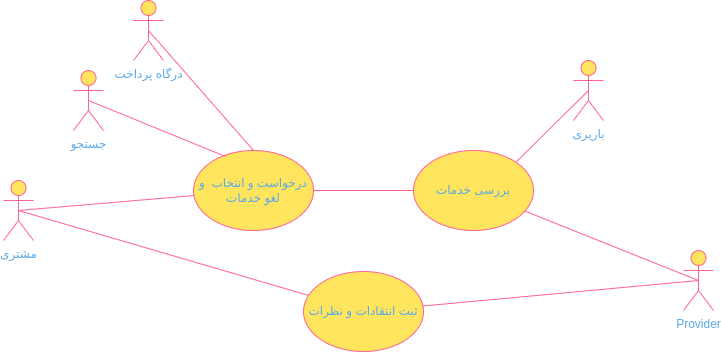 درگاه پرداخت
جستجو
باربری
درخواست و انتخاب و
لغو خدمات
بررسی خدمات
مشتری
ثبت انتقادات و نظرات
Provider